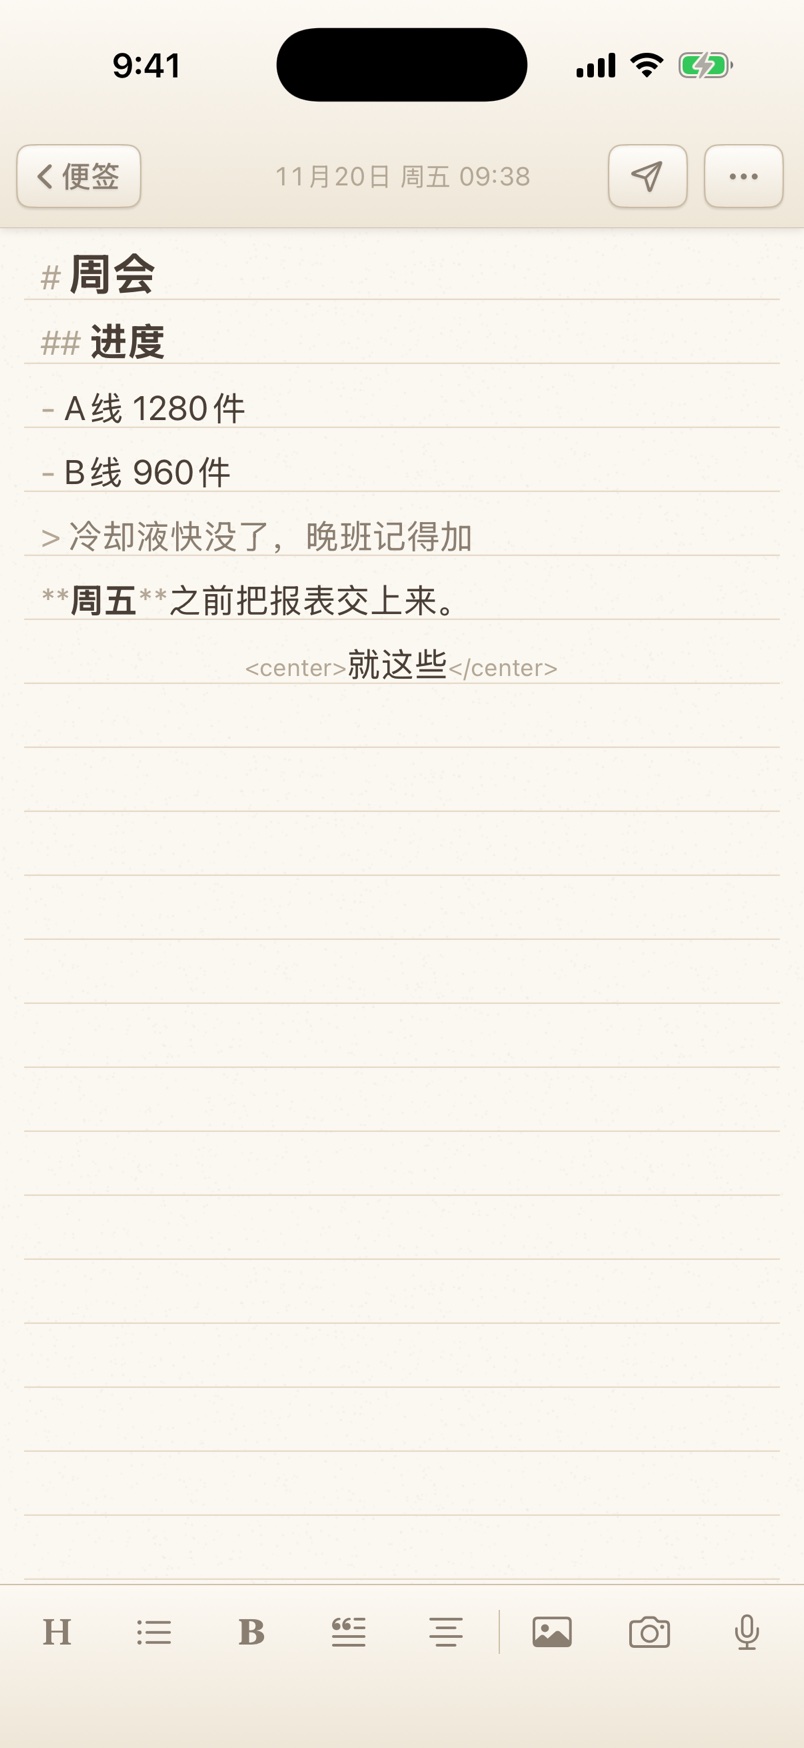 9:41
便签
11月20日 周五 09:38
# 周会
## 进度
- A线 1280件
- B线 960件
> 冷却液快没了，晚班记得加
**周五**之前把报表交上来。
<center>就这些</center>
H
B